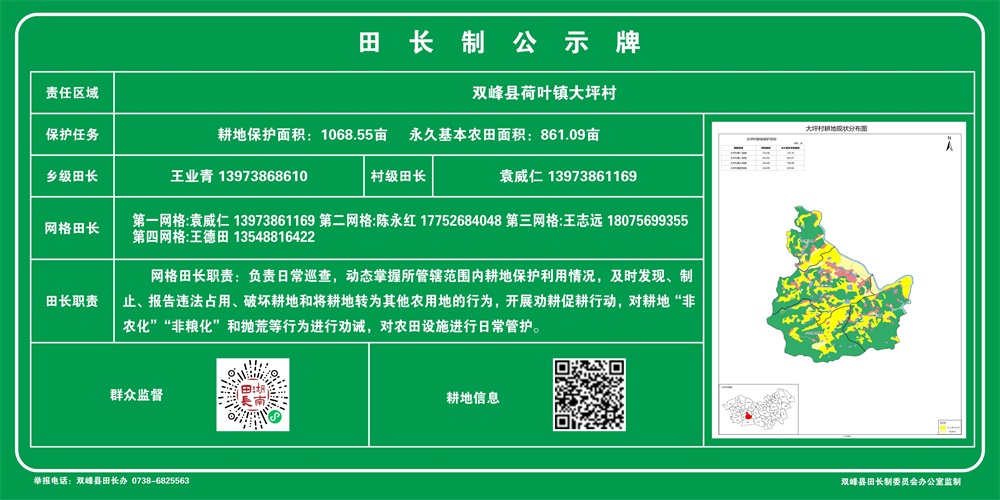 田长制公示牌
责任区域 双峰县荷叶镇大坪村
保护任务 耕地保护面积：1068.55亩 永久基本农田面积：861.09亩
乡级田长 王业青 13973868610 村级田长 袁威仁 13973861169
网格田长 第一网格:袁威仁 13973861169 第二网格:陈永红 17752684048 第三网格:王志远 18075699355
第四网格:王德田 13548816422
田长职责 网格田长职责：负责日常巡查，动态掌握所管辖范围内耕地保护利用情况，及时发现、制
止、报告违法占用、破坏耕地和将耕地转为其他农用地的行为，开展劝耕促耕行动，对耕地“非
农化”“非粮化”和抛荒等行为进行劝诫，对农田设施进行日常管护。
群众监督
湖南田长
耕地信息
大坪村耕地现状分布图
N
举报电话：双峰县田长办 0738-6825563
双峰县田长制委员会办公室监制